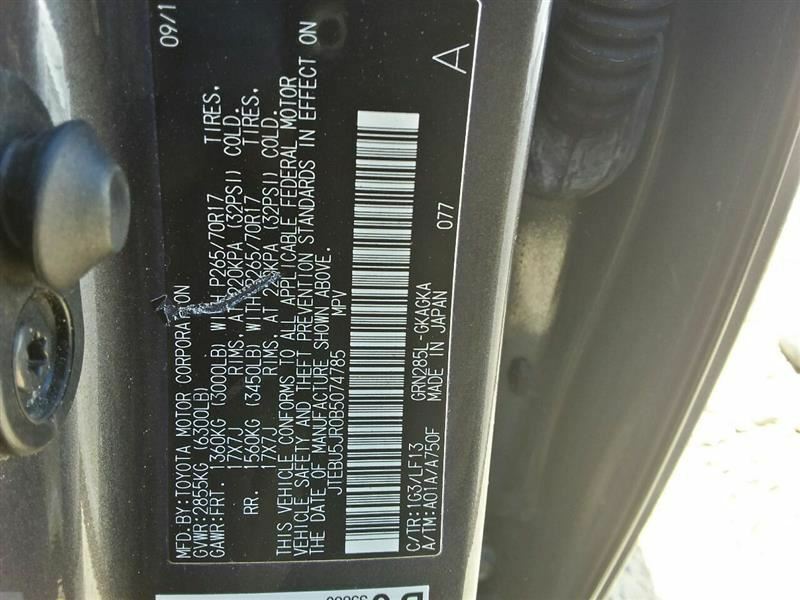 MFD.BY:TOYOTA MOTOR CORPORATION 09/1
GVWR:2855KG (6300LB)
GAWR:FRT. 1360KG (3000LB) WITH P265/70R17 TIRES,
17X7J RIMS, AT 220KPA (32PSI) COLD.
RR. 1560KG (3450LB) WITH P265/70R17 TIRES,
17X7J RIMS, AT 220KPA (32PSI) COLD.
THIS VEHICLE CONFORMS TO ALL APPLICABLE FEDERAL MOTOR
VEHICLE SAFETY AND THEFT PREVENTION STANDARDS IN EFFECT ON
THE DATE OF MANUFACTURE SHOWN ABOVE.
JTEBU5JR0B5074785 MPV A
077
C/TR:1G3/LF13 GRN285L-GKAGKA
A/TM:A01A/A750F MADE IN JAPAN